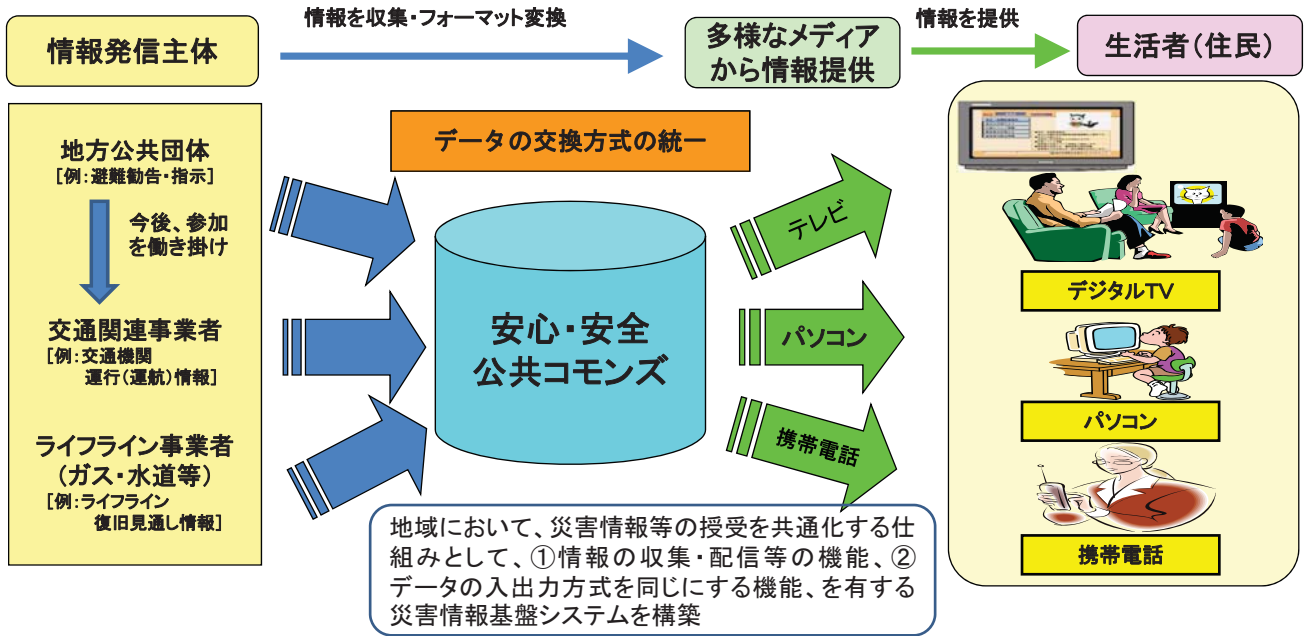 情報を収集・フォーマット変換
情報を提供
情報発信主体
多様なメディア
から情報提供
生活者(住民)
地方公共団体
[例:避難勧告・指示]
今後、参加
を働き掛け
交通関連事業者
[例:交通機関
運行(運航)情報]
ライフライン事業者
(ガス・水道等)
[例:ライフライン
復旧見通し情報]
データの交換方式の統一
安心・安全
公共コモンズ
テレビ
パソコン
携帯電話
地域において、災害情報等の授受を共通化する仕
組みとして、①情報の収集・配信等の機能、②
データの入出力方式を同じにする機能、を有する
災害情報基盤システムを構築
デジタルTV
パソコン
携帯電話